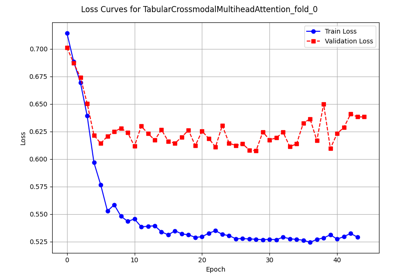 Loss Curves for TabularCrossmodalMultiheadAttention_fold_0
Train Loss
Validation Loss
0.700
0.675
0.650
0.625
0.600
0.575
0.550
0.525
Loss
0
10
20
30
40
Epoch